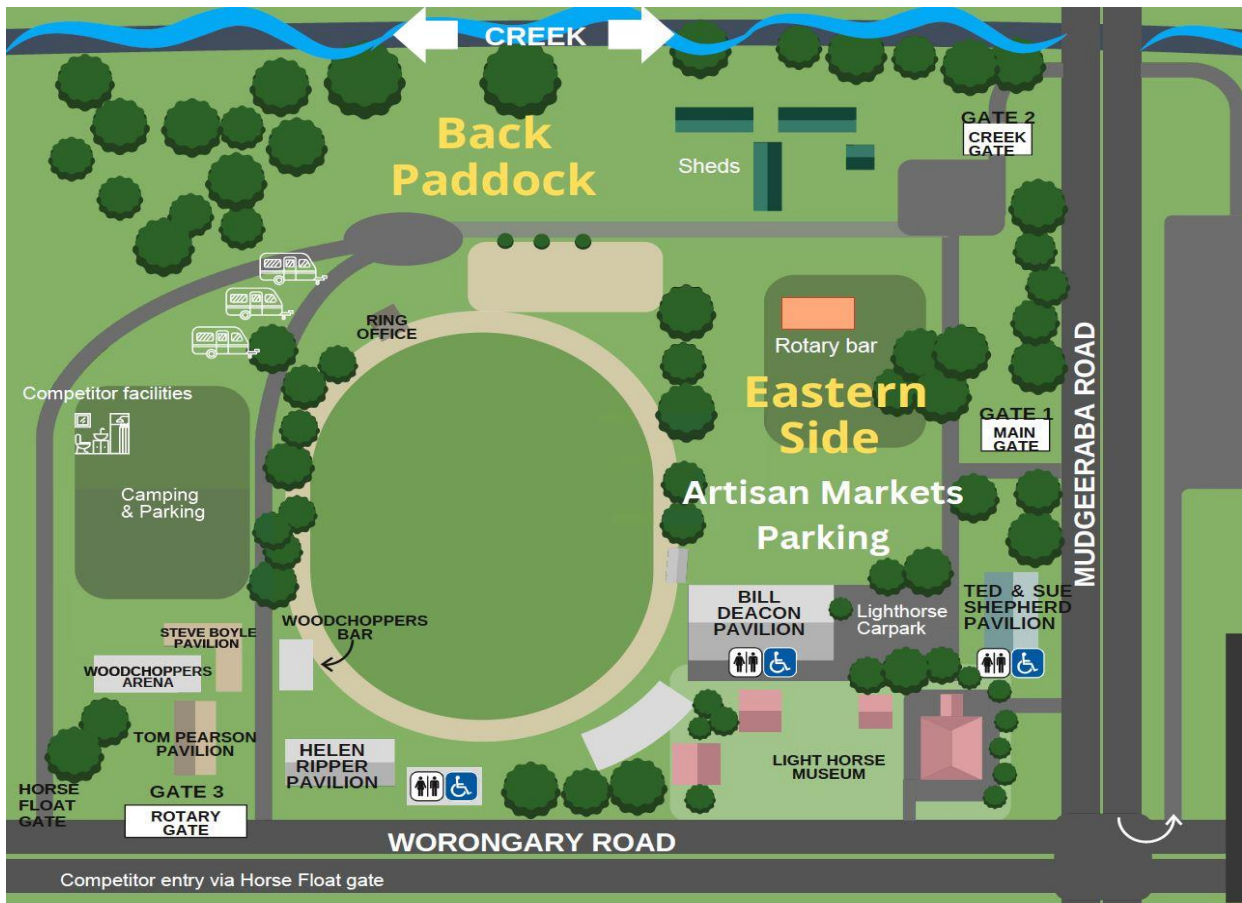 CREEK
GATE 2
CREEK
GATE
Back
Paddock
Sheds
RING
OFFICE
Rotary bar
Competitor facilities
Eastern
Side
GATE 1
MAIN
GATE
MUDGEERABA ROAD
Camping
& Parking
Artisan Markets
Parking
WOODCHOPPERS
BAR
BILL
DEACON
PAVILION
Lighthorse
Carpark
TED & SUE
SHEPHERD
PAVILION
STEVE BOYLE
PAVILION
WOODCHOPPERS
ARENA
TOM PEARSON
PAVILION
HELEN
RIPPER
PAVILION
LIGHT HORSE
MUSEUM
HORSE
FLOAT
GATE
GATE 3
ROTARY
GATE
WORONGARY ROAD
Competitor entry via Horse Float gate